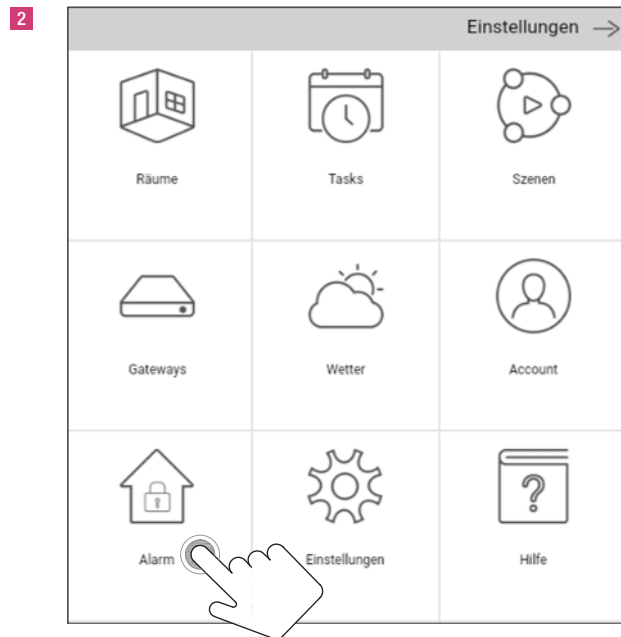 2
Einstellungen
Räume Tasks Szenen
Gateways Wetter Account
Alarm Einstellungen Hilfe